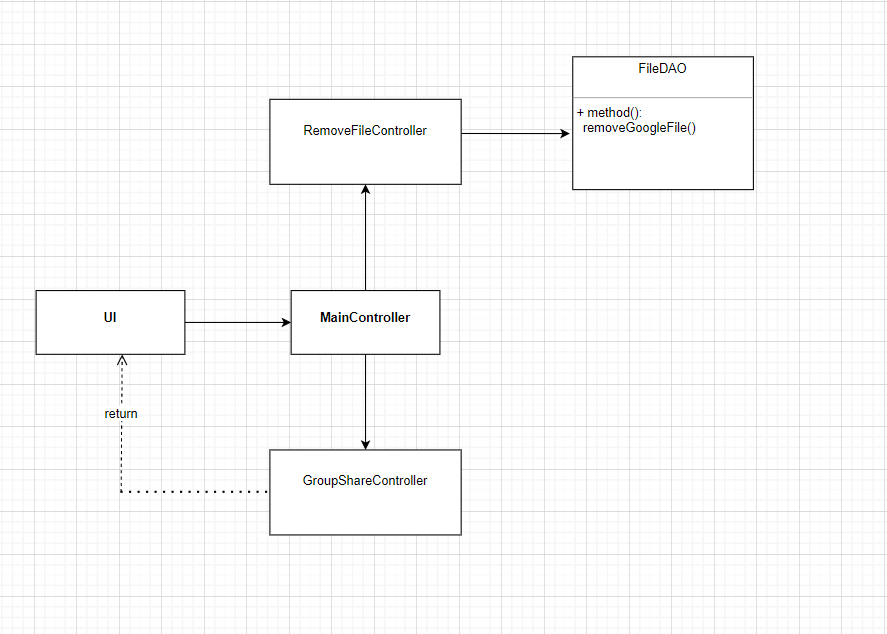 FileDAO
+ method():
removeGoogleFile()
RemoveFileController
UI
MainController
return
GroupShareController